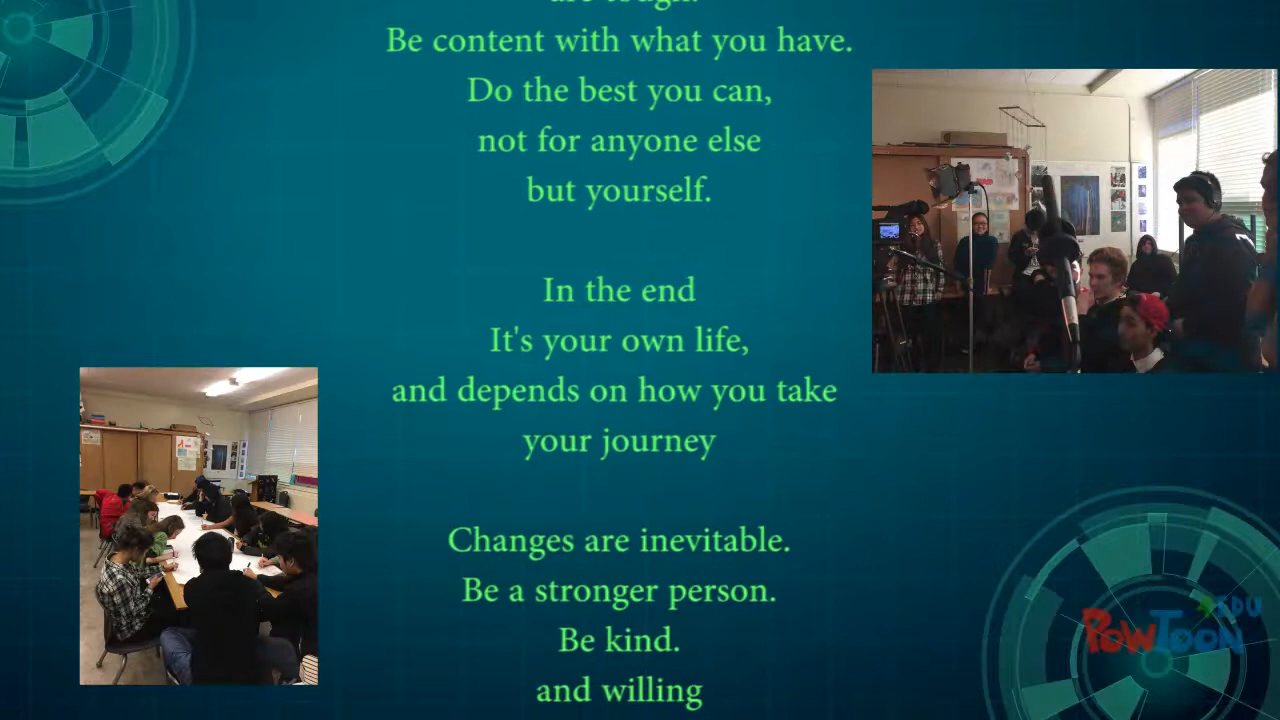 are tough.
Be content with what you have.
Do the best you can,
not for anyone else
but yourself.
In the end
It's your own life,
and depends on how you take
your journey
Changes are inevitable.
Be a stronger person.
Be kind.
and willing
POWTOON EDU